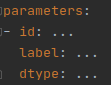 parameters:
- id: ...
  label: ...
  dtype: ...